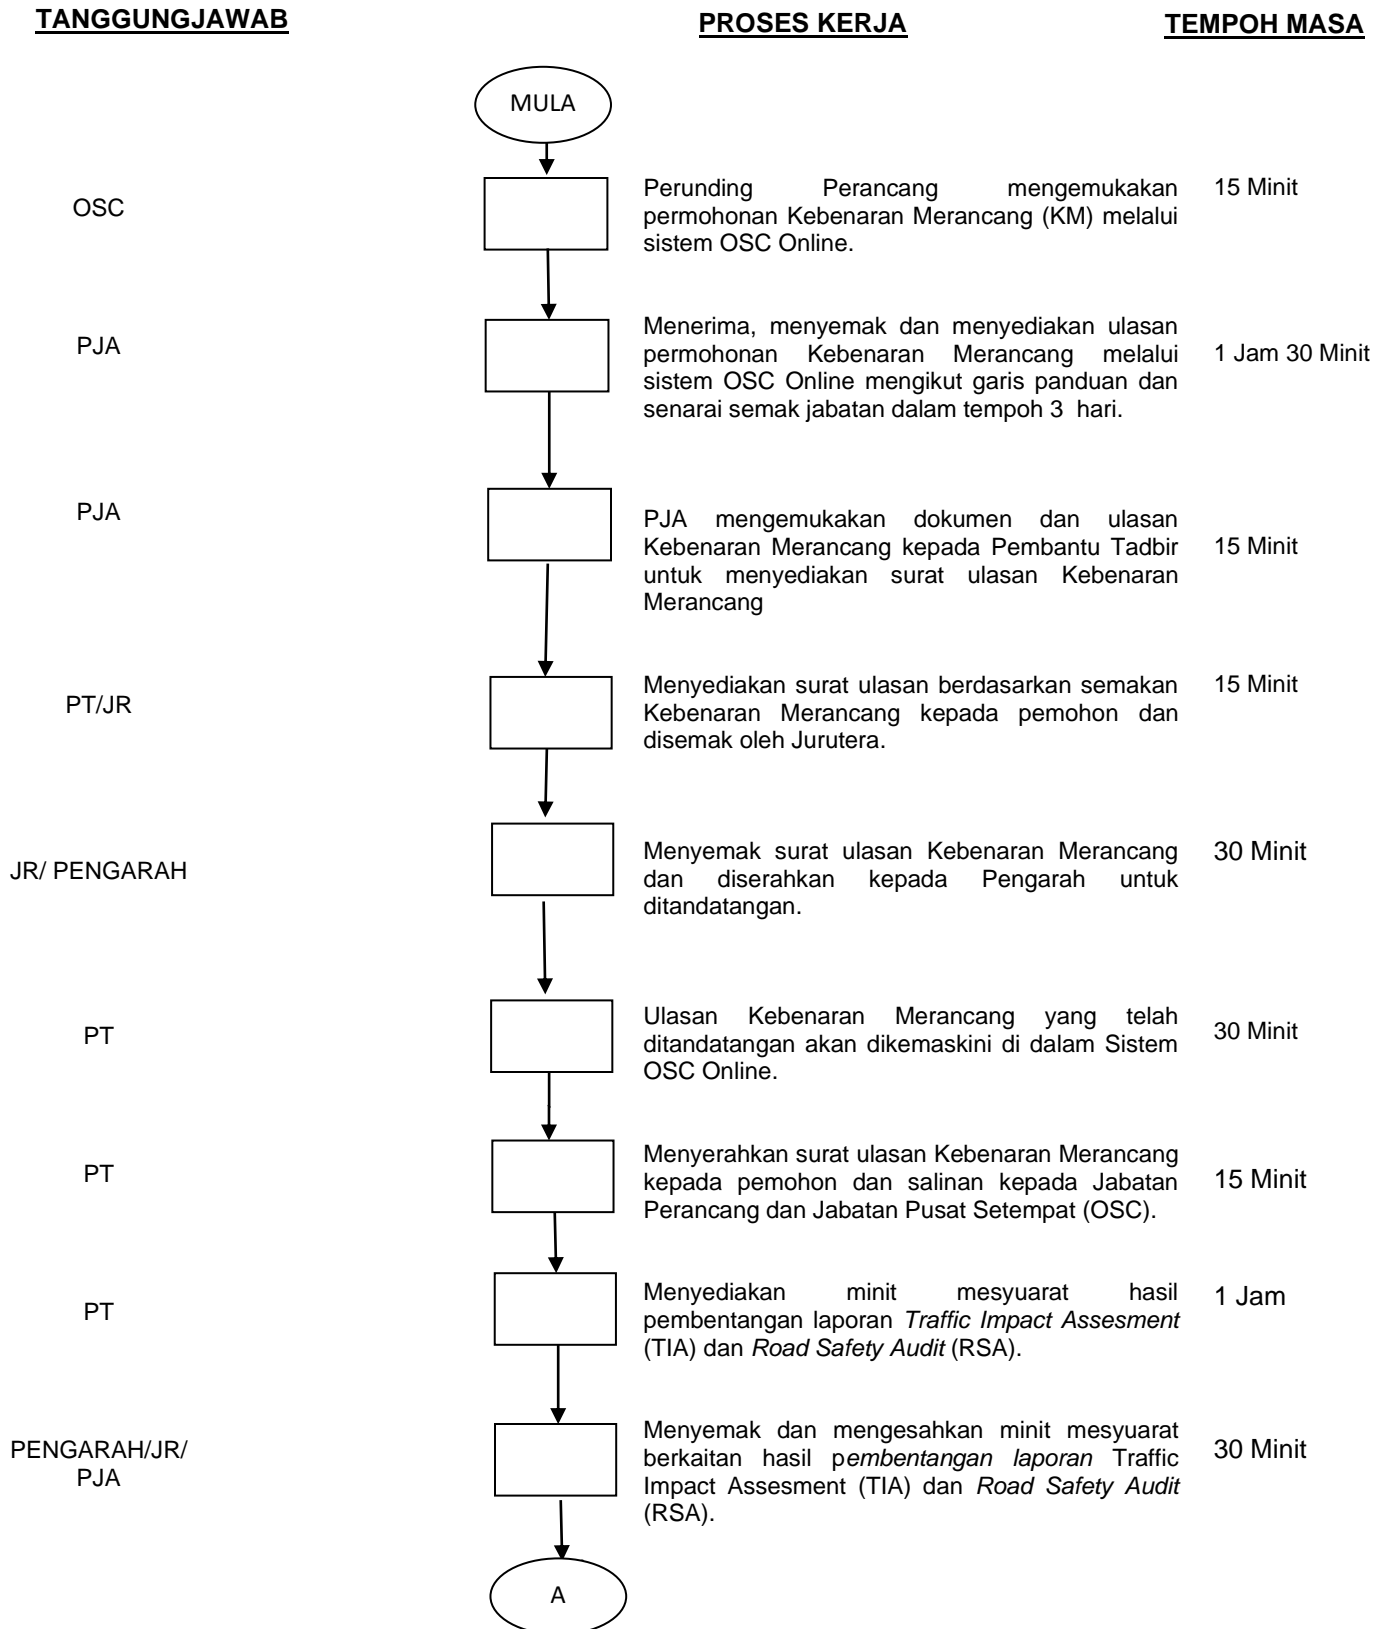 TANGGUNGJAWAB
PROSES KERJA
TEMPOH MASA
MULA
OSC
Perunding Perancang mengemukakan
permohonan Kebenaran Merancang (KM) melalui
sistem OSC Online.
15 Minit
PJA
Menerima, menyemak dan menyediakan ulasan
permohonan Kebenaran Merancang melalui
sistem OSC Online mengikut garis panduan dan
senarai semak jabatan dalam tempoh 3 hari.
1 Jam 30 Minit
PJA
PJA mengemukakan dokumen dan ulasan
Kebenaran Merancang kepada Pembantu Tadbir
untuk menyediakan surat ulasan Kebenaran
Merancang
15 Minit
PT/JR
Menyediakan surat ulasan berdasarkan semakan
Kebenaran Merancang kepada pemohon dan
disemak oleh Jurutera.
15 Minit
JR/ PENGARAH
Menyemak surat ulasan Kebenaran Merancang
dan diserahkan kepada Pengarah untuk
ditandatangan.
30 Minit
PT
Ulasan Kebenaran Merancang yang telah
ditandatangan akan dikemaskini di dalam Sistem
OSC Online.
30 Minit
PT
Menyerahkan surat ulasan Kebenaran Merancang
kepada pemohon dan salinan kepada Jabatan
Perancang dan Jabatan Pusat Setempat (OSC).
15 Minit
PT
Menyediakan minit mesyuarat hasil
pembentangan laporan Traffic Impact Assesment
(TIA) dan Road Safety Audit (RSA).
1 Jam
PENGARAH/JR/
PJA
Menyemak dan mengesahkan minit mesyuarat
berkaitan hasil pembentangan laporan Traffic
Impact Assesment (TIA) dan Road Safety Audit
(RSA).
30 Minit
A